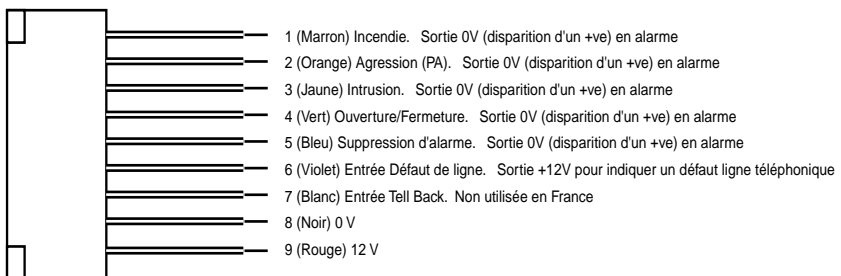 1 (Marron) Incendie. Sortie 0V (disparition d'un +ve) en alarme
2 (Orange) Agression (PA). Sortie 0V (disparition d'un +ve) en alarme
3 (Jaune) Intrusion. Sortie 0V (disparition d'un +ve) en alarme
4 (Vert) Ouverture/Fermeture. Sortie 0V (disparition d'un +ve) en alarme
5 (Bleu) Suppression d'alarme. Sortie 0V (disparition d'un +ve) en alarme
6 (Violet) Entrée Défaut de ligne. Sortie +12V pour indiquer un défaut ligne téléphonique
7 (Blanc) Entrée Tell Back. Non utilisée en France
8 (Noir) 0 V
9 (Rouge) 12 V